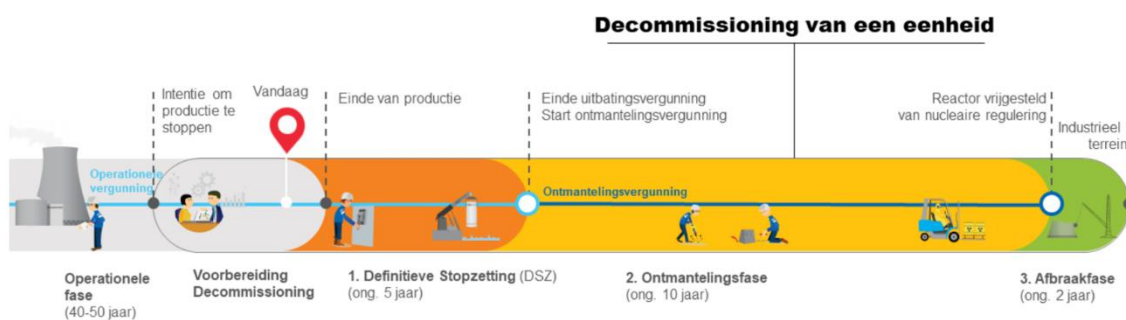 Decommissioning van een eenheid
Intentie om
productie te
stoppen
Vandaag
Einde van productie
Einde uitbatingsvergunning
Start ontmantelingsvergunning
Reactor vrijgesteld
van nucleaire regulering
Industrieel
terrein
Operationele
vergunning
Ontmantelingsvergunning
Operationele
fase
(40-50 jaar)
Voorbereiding
Decommissioning
1. Definitieve Stopzetting (DSZ)
(ong. 5 jaar)
2. Ontmantelingsfase
(ong. 10 jaar)
3. Afbraakfase
(ong. 2 jaar)